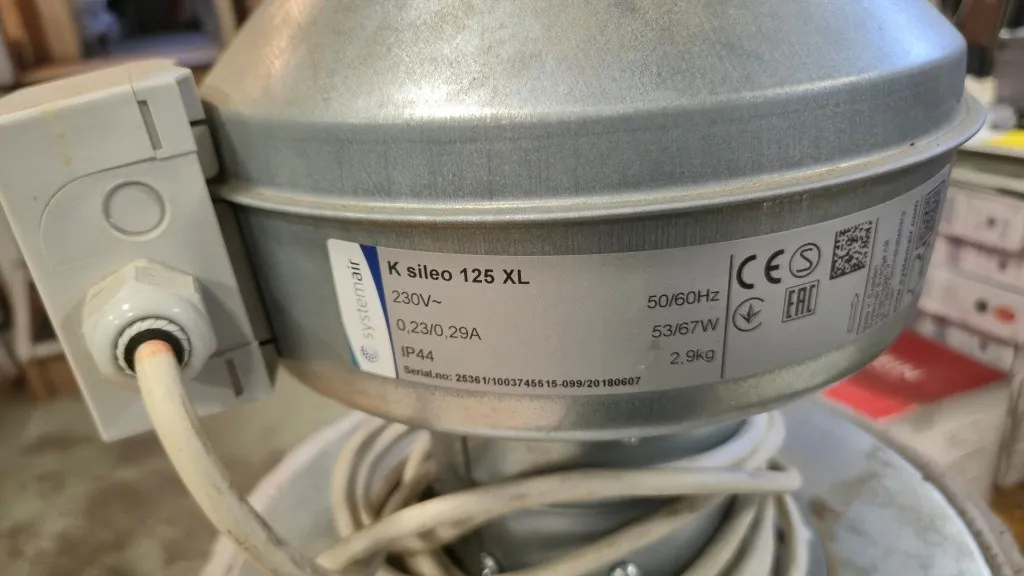 systemair
K sileo 125 XL
230V~ 50/60Hz
0,23/0,29A 53/67W
IP44 2,9kg
Serial.no: 25361/1003745515-099/20180607
CE S
EAC